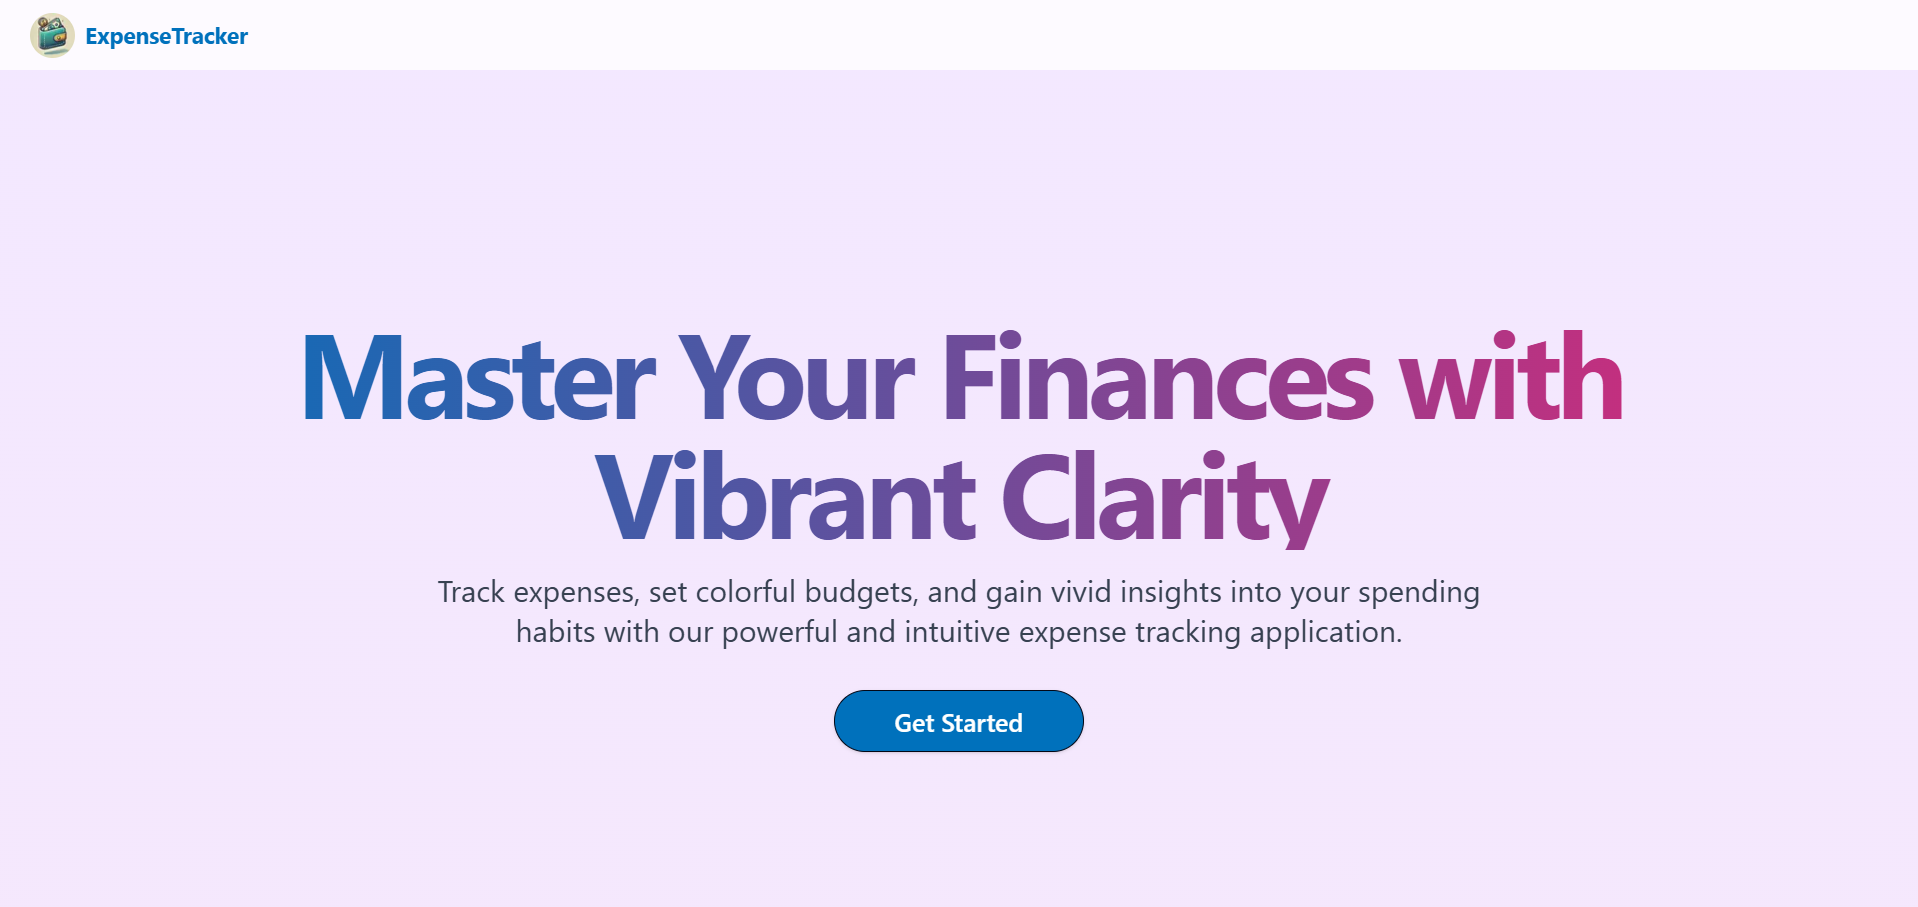 ExpenseTracker
Master Your Finances with
Vibrant Clarity
Track expenses, set colorful budgets, and gain vivid insights into your spending
habits with our powerful and intuitive expense tracking application.
Get Started